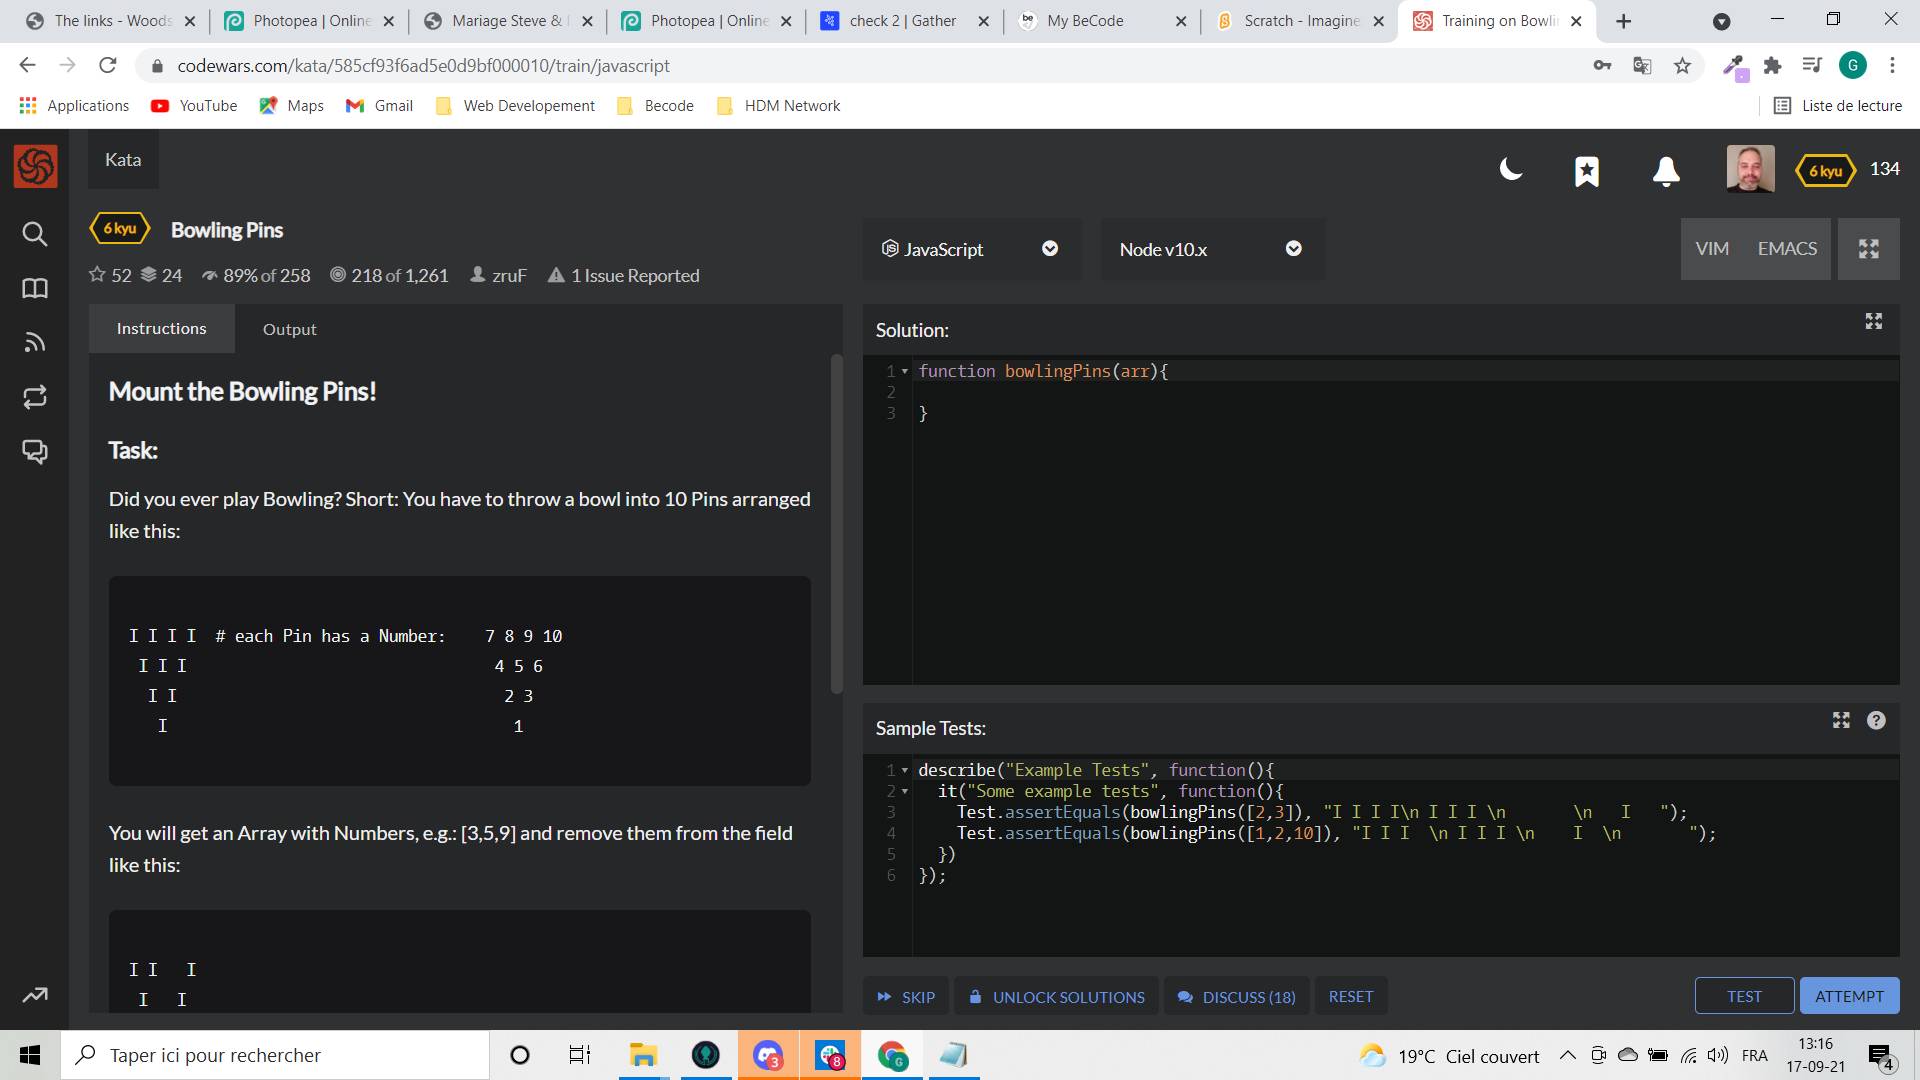 The links - Woods
Photopea | Online
Mariage Steve &
Photopea | Online
check 2 | Gather
My BeCode
Scratch - Imagine
Training on Bowli
codewars.com/kata/585cf93f6ad5e0d9bf000010/train/javascript
G
Applications
YouTube
Maps
Gmail
Web Developement
Becode
HDM Network
Liste de lecture
Kata
6 kyu
134
6 kyu
Bowling Pins
52
24
89% of 258
218 of 1,261
zruF
1 Issue Reported
JavaScript
Node v10.x
VIM
EMACS
Instructions
Output
Mount the Bowling Pins!
Task:
Did you ever play Bowling? Short: You have to throw a bowl into 10 Pins arranged
like this:
I I I I  # each Pin has a Number:    7 8 9 10
 I I I                                4 5 6
  I I                                  2 3
   I                                    1
You will get an Array with Numbers, e.g.: [3,5,9] and remove them from the field
like this:
I I   I
 I   I
Solution:
1 function bowlingPins(arr){
2
3 }
Sample Tests:
1 describe("Example Tests", function(){
2   it("Some example tests", function(){
3     Test.assertEquals(bowlingPins([2,3]), "I I I I\n I I I \n       \n   I   ");
4     Test.assertEquals(bowlingPins([1,2,10]), "I I I  \n I I I \n    I  \n       ");
5   })
6 });
SKIP
UNLOCK SOLUTIONS
DISCUSS (18)
RESET
TEST
ATTEMPT
Taper ici pour rechercher
3
8
G
19°C Ciel couvert
FRA
13:16
17-09-21
4